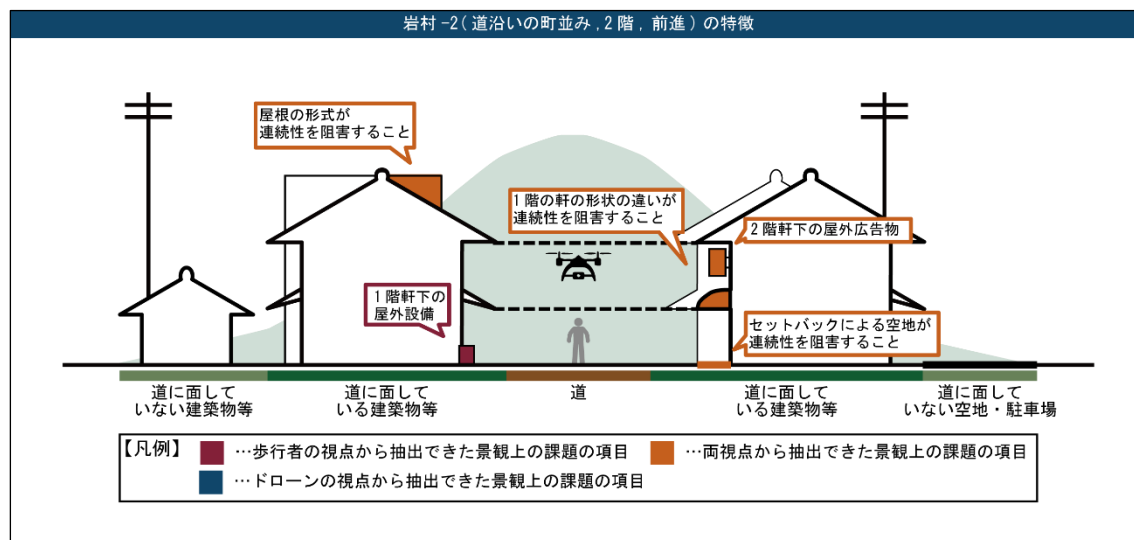 岩村-2(道沿いの町並み,2階,前進)の特徴
屋根の形式が
連続性を阻害すること
1階の軒の形状の違いが
連続性を阻害すること
2階軒下の屋外広告物
1階軒下の
屋外設備
セットバックによる空地が
連続性を阻害すること
道に面して
いない建築物等
道に面して
いる建築物等
道
道に面して
いる建築物等
道に面して
いない空地・駐車場
【凡例】
…歩行者の視点から抽出できた景観上の課題の項目
…両視点から抽出できた景観上の課題の項目
…ドローンの視点から抽出できた景観上の課題の項目